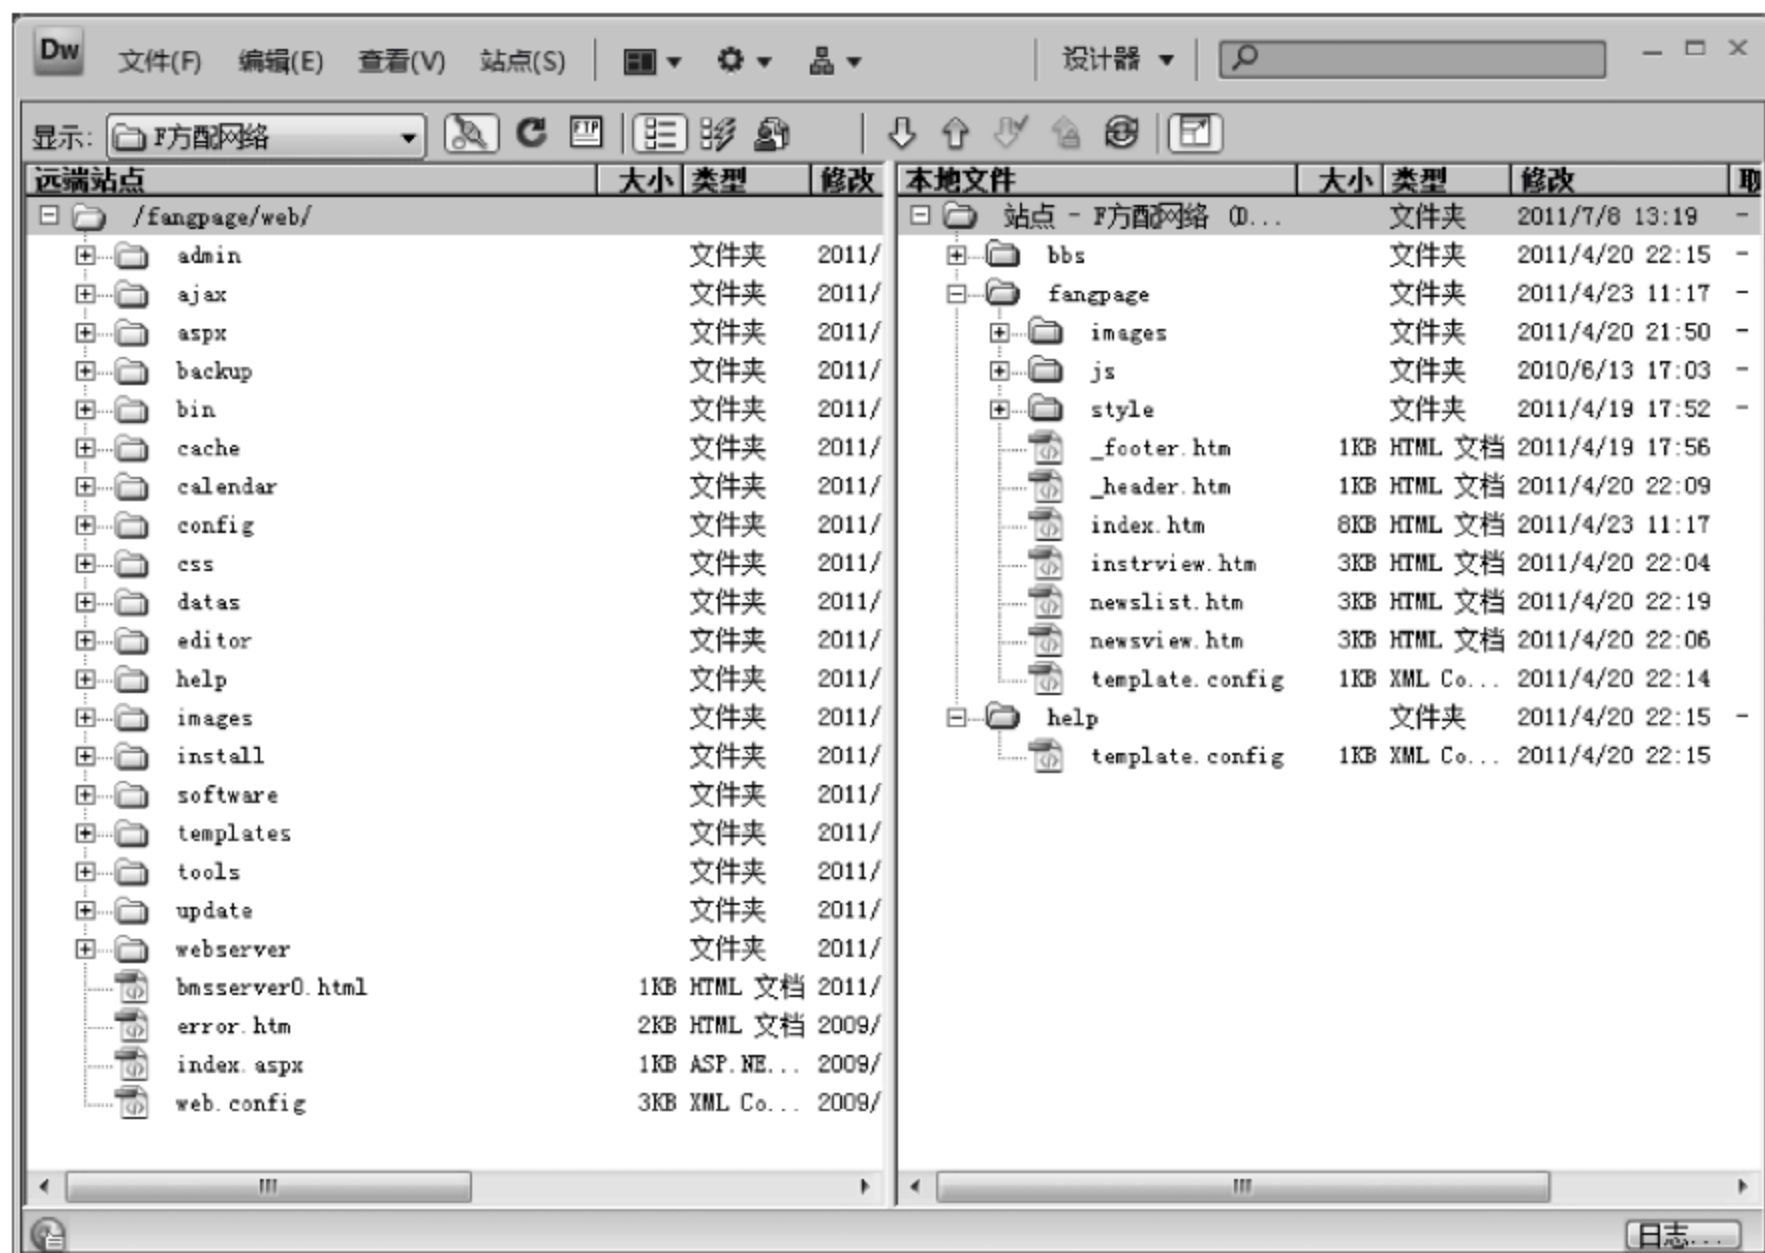 Dw 文件(F) 编辑(E) 查看(V) 站点(S) 设计器
显示: F方配网络 FTP
远端站点 大小 类型 修改
/fangpage/web/
admin 文件夹 2011/
ajax 文件夹 2011/
aspx 文件夹 2011/
backup 文件夹 2011/
bin 文件夹 2011/
cache 文件夹 2011/
calendar 文件夹 2011/
config 文件夹 2011/
css 文件夹 2011/
datas 文件夹 2011/
editor 文件夹 2011/
help 文件夹 2011/
images 文件夹 2011/
install 文件夹 2011/
software 文件夹 2011/
templates 文件夹 2011/
tools 文件夹 2011/
update 文件夹 2011/
webserver 文件夹 2011/
bmsserver0.html 1KB HTML 文档 2011/
error.htm 2KB HTML 文档 2009/
index.aspx 1KB ASP.NE... 2009/
web.config 3KB XML Co... 2009/
本地文件 大小 类型 修改 取
站点 - F方配网络 (D... 文件夹 2011/7/8 13:19 -
bbs 文件夹 2011/4/20 22:15 -
fangpage 文件夹 2011/4/23 11:17 -
images 文件夹 2011/4/20 21:50 -
js 文件夹 2010/6/13 17:03 -
style 文件夹 2011/4/19 17:52 -
_footer.htm 1KB HTML 文档 2011/4/19 17:56
_header.htm 1KB HTML 文档 2011/4/20 22:09
index.htm 8KB HTML 文档 2011/4/23 11:17
instrview.htm 3KB HTML 文档 2011/4/20 22:04
newslist.htm 3KB HTML 文档 2011/4/20 22:19
newsview.htm 3KB HTML 文档 2011/4/20 22:06
template.config 1KB XML Co... 2011/4/20 22:14
help 文件夹 2011/4/20 22:15 -
template.config 1KB XML Co... 2011/4/20 22:15
日志...